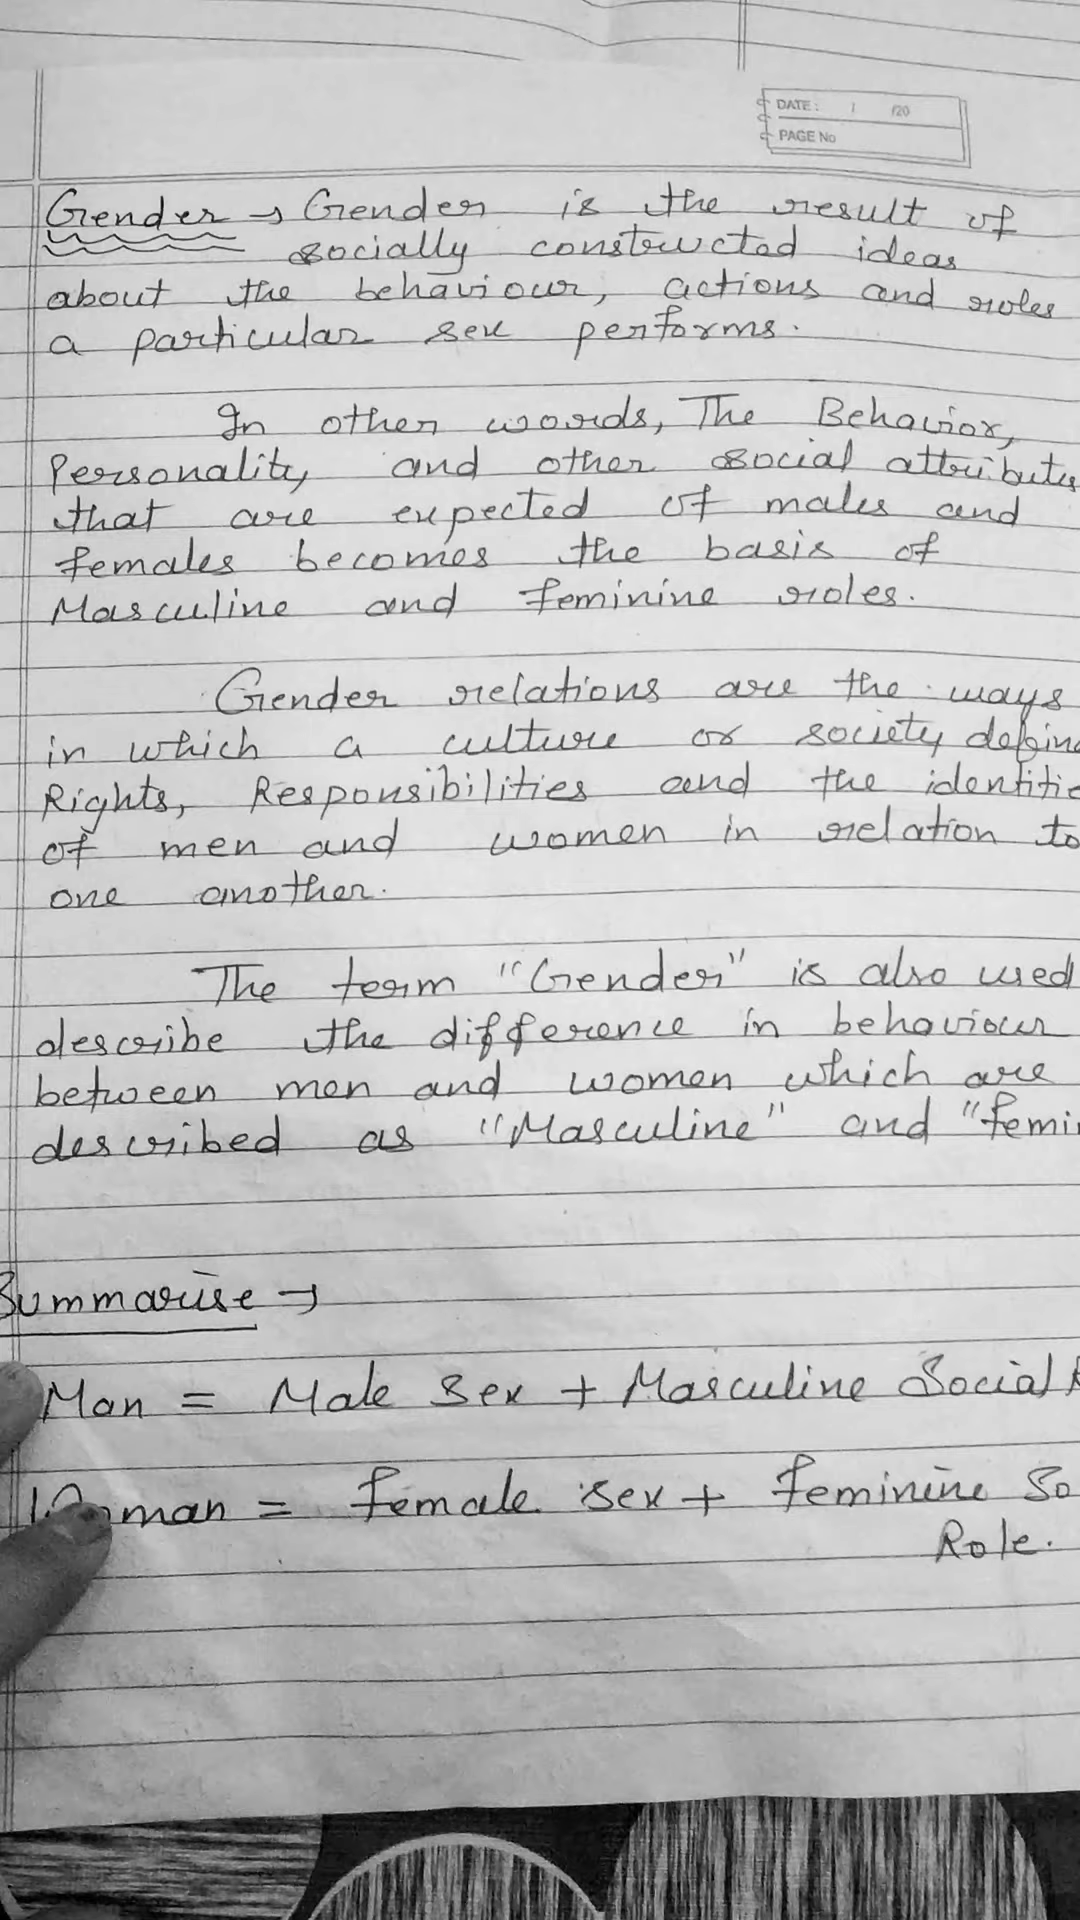 DATE: / /20
PAGE No
Gender → Gender is the result of
socially constructed ideas
about the behaviour, actions and roles
a particular sex performs.
In other words, The Behavior,
Personality and other social attributes
that are expected of males and
females becomes the basis of
Masculine and feminine roles.
Gender relations are the ways
in which a culture or society define
Rights, Responsibilities and the identitie
of men and women in relation to
one another.
The term "Gender" is also used
describe the difference in behaviour
between men and women which are
described as "Masculine" and "femi
Summarise →
Man = Male Sex + Masculine Social
Woman = female sex + feminine So
Role.